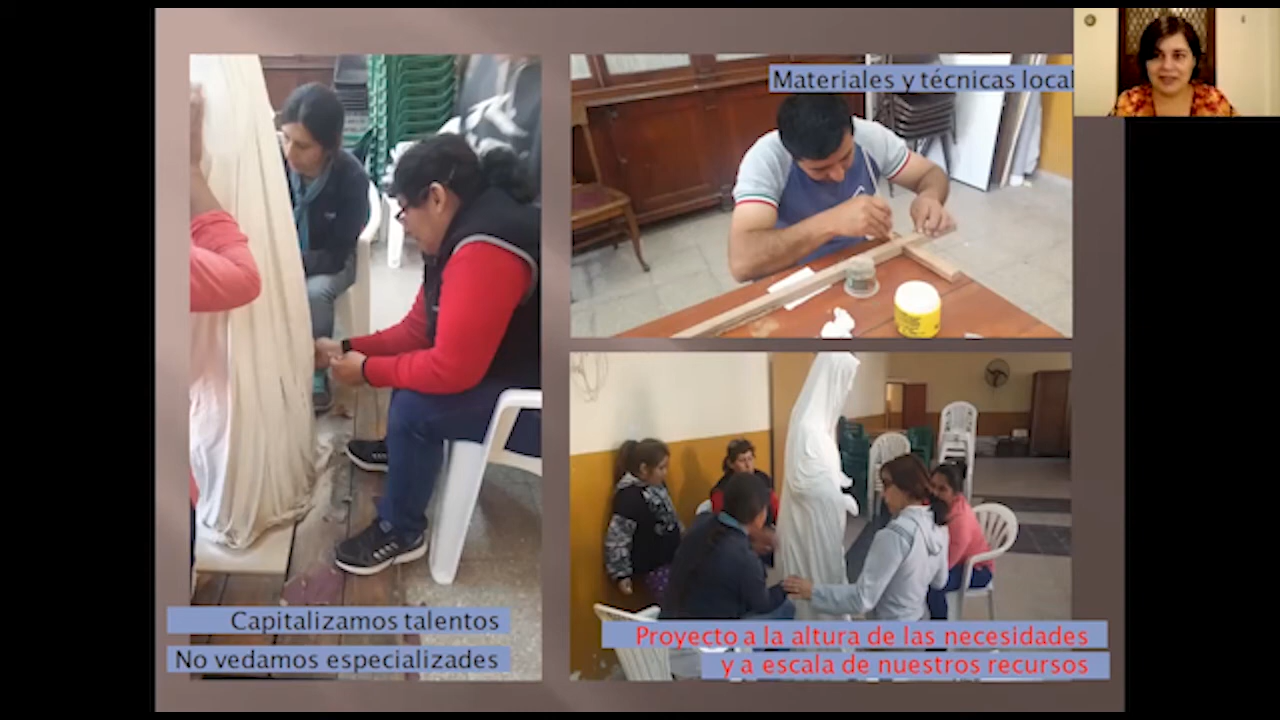 Materiales y técnicas local
Capitalizamos talentos
No vedamos especializades
Proyecto a la altura de las necesidades
y a escala de nuestros recursos